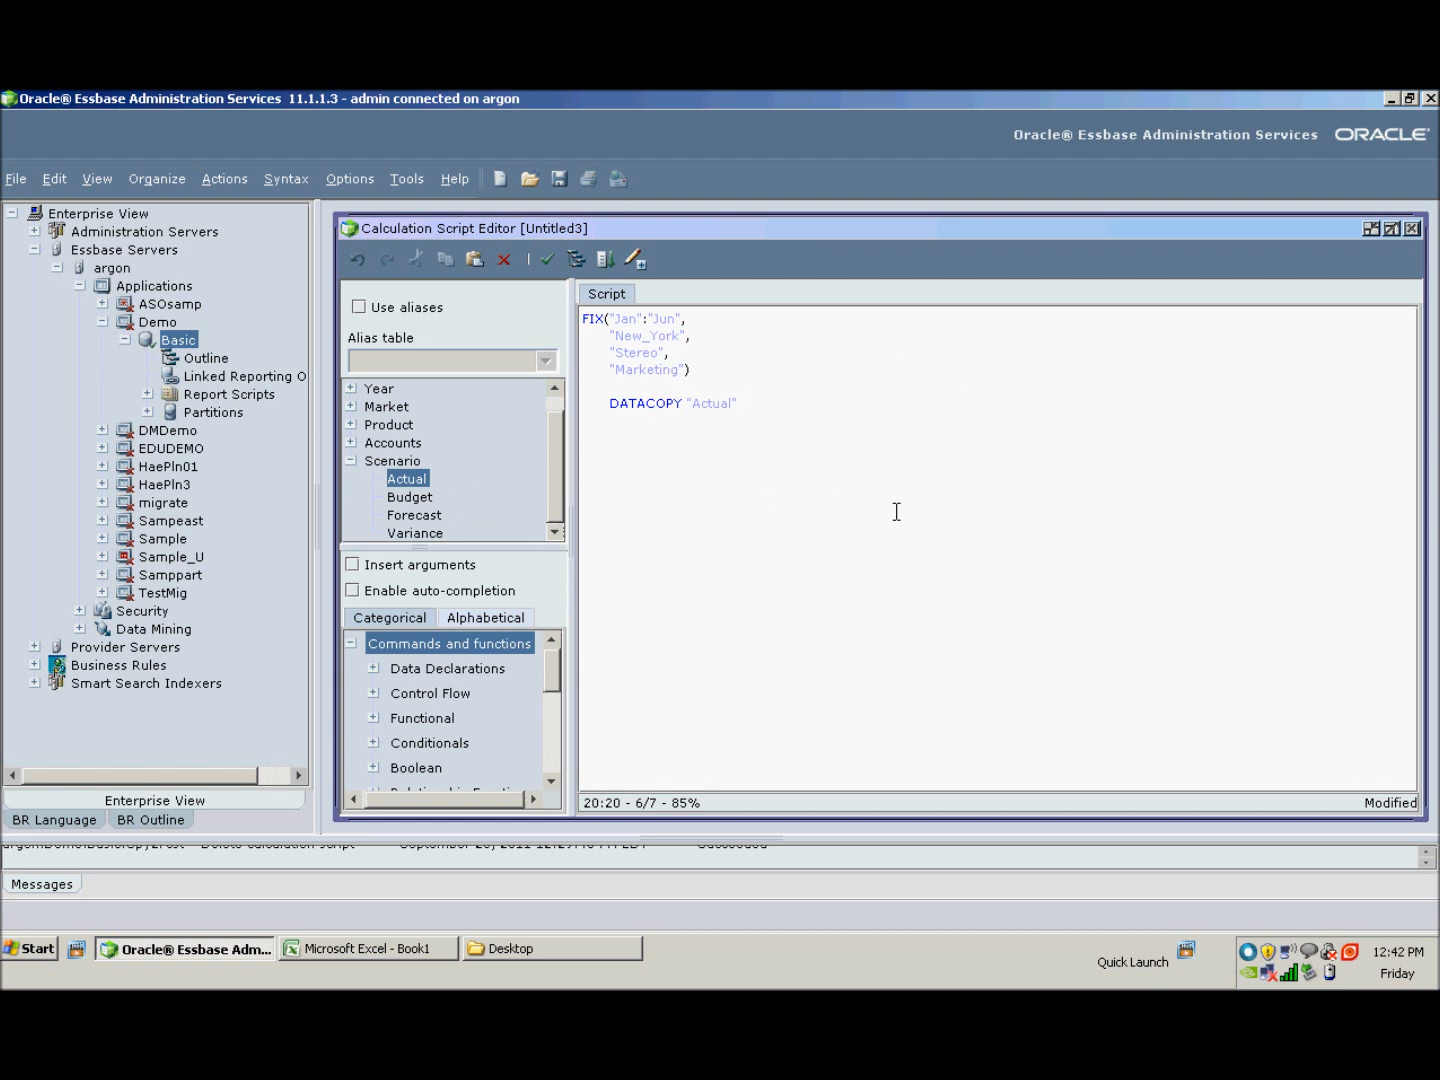 Oracle® Essbase Administration Services 11.1.1.3 - admin connected on argon
Oracle® Essbase Administration Services ORACLE®
File Edit View Organize Actions Syntax Options Tools Help
Enterprise View
Administration Servers
Essbase Servers
argon
Applications
ASOsamp
Demo
Basic
Outline
Linked Reporting O
Report Scripts
Partitions
DMDemo
EDUDEMO
HaePln01
HaePln3
migrate
Sampeast
Sample
Sample_U
Samppart
TestMig
Security
Data Mining
Provider Servers
Business Rules
Smart Search Indexers
Enterprise View
BR Language BR Outline
Calculation Script Editor [Untitled3]
Use aliases
Alias table
Year
Market
Product
Accounts
Scenario
Actual
Budget
Forecast
Variance
Insert arguments
Enable auto-completion
Categorical Alphabetical
Commands and functions
Data Declarations
Control Flow
Functional
Conditionals
Boolean
Script
FIX("Jan":"Jun",
"New_York",
"Stereo",
"Marketing")
DATACOPY "Actual"
20:20 - 6/7 - 85% Modified
Messages
Start Oracle® Essbase Adm... Microsoft Excel - Book1 Desktop Quick Launch 12:42 PM
Friday